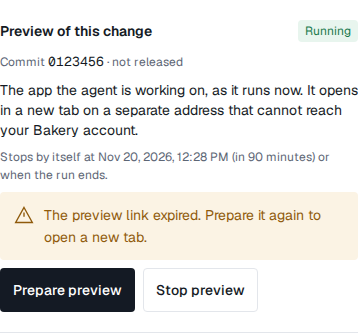 Preview of this change
Running
Commit 0123456 · not released
The app the agent is working on, as it runs now. It opens
in a new tab on a separate address that cannot reach
your Bakery account.
Stops by itself at Nov 20, 2026, 12:28 PM (in 90 minutes) or
when the run ends.
The preview link expired. Prepare it again to
open a new tab.
Prepare preview
Stop preview